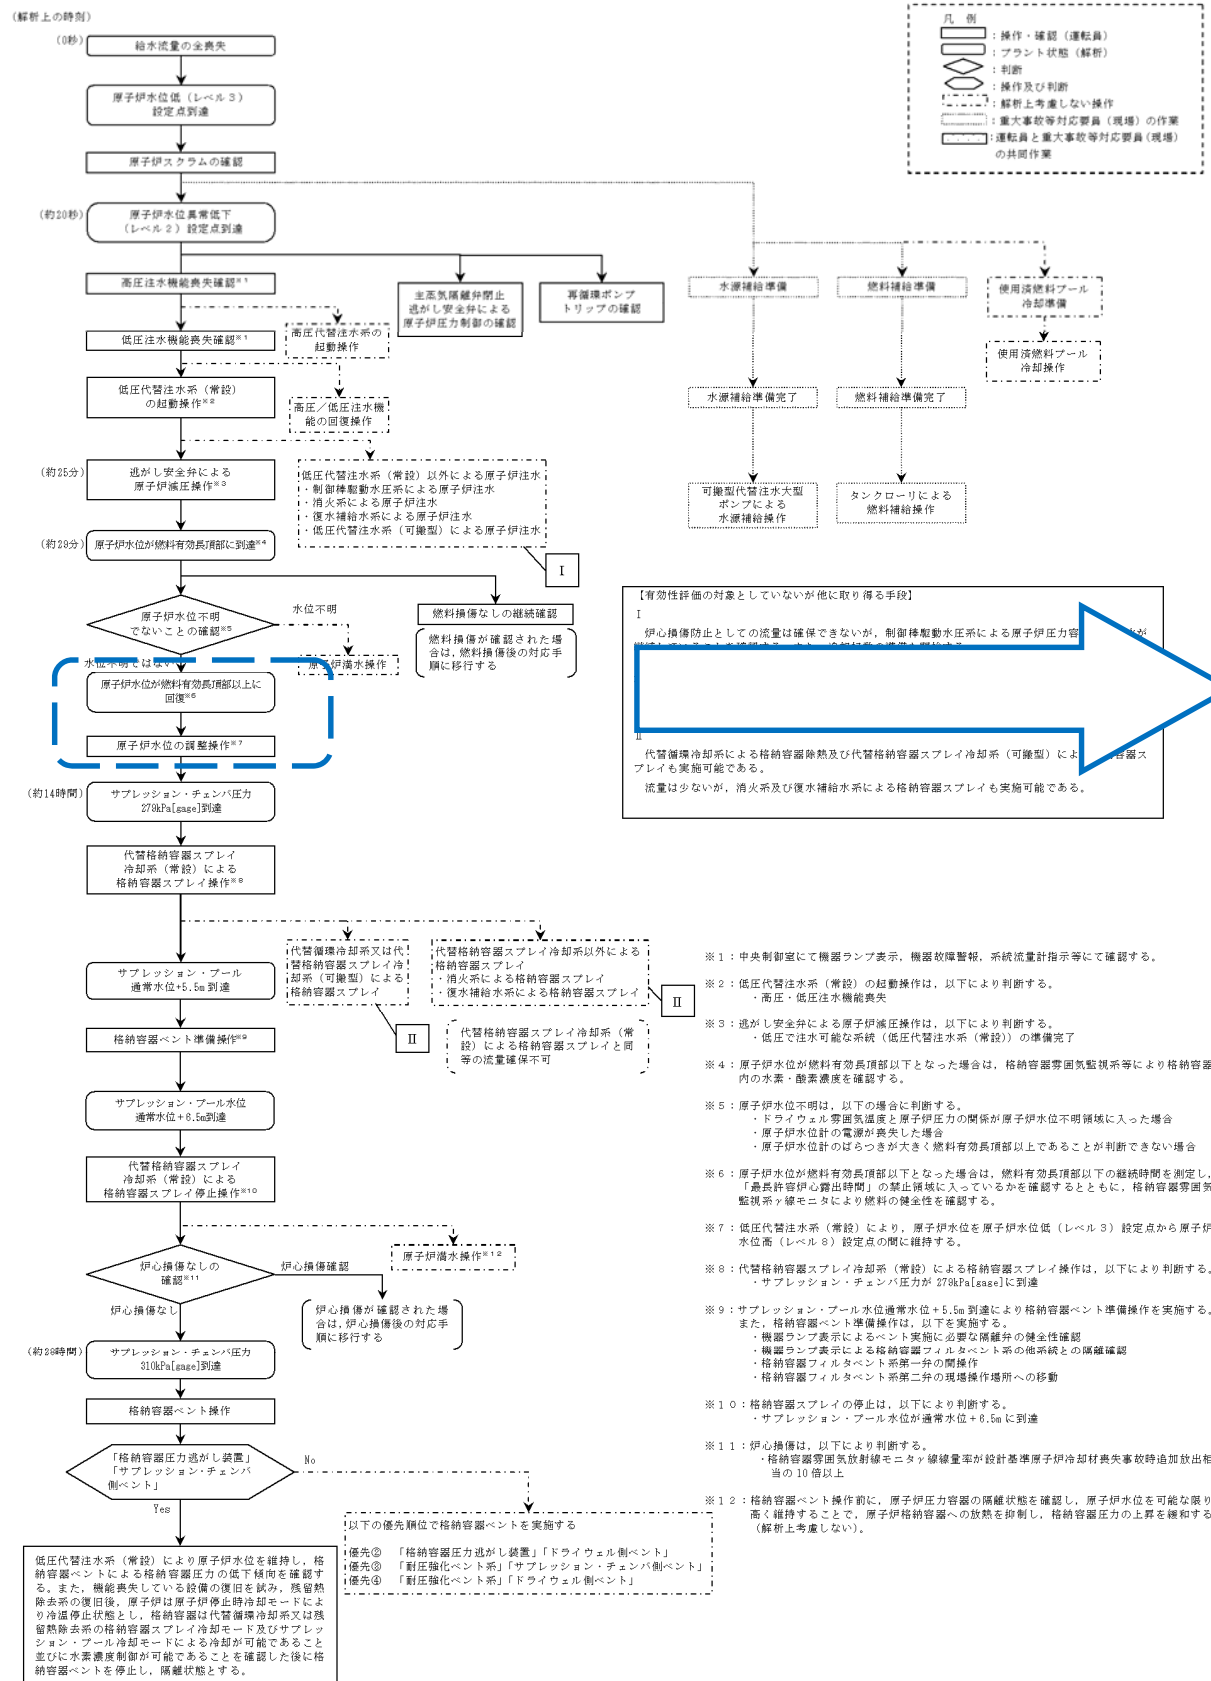 (解析上の時刻)
(0秒)
給水流量の全喪失
原子炉水位低（レベル３）
設定点到達
原子炉スクラムの確認
(約20秒)
原子炉水位異常低下
（レベル２）設定点到達
高圧注水機能喪失確認※１
低圧注水機能喪失確認※１
高圧代替注水系の
起動操作
主蒸気隔離弁閉止
逃がし安全弁による
原子炉圧力制御の確認
再循環ポンプ
トリップの確認
低圧代替注水系（常設）
の起動操作※２
高圧／低圧注水機
能の回復操作
(約25分)
逃がし安全弁による
原子炉減圧操作※３
低圧代替注水系（常設）以外による原子炉注水
・制御棒駆動水圧系による原子炉注水
・消火系による原子炉注水
・復水補給水系による原子炉注水
・低圧代替注水系（可搬型）による原子炉注水
Ⅰ
(約29分)
原子炉水位が燃料有効長頂部に到達※４
原子炉水位不明
でないことの確認※５
水位不明
原子炉満水操作
燃料損傷なしの継続確認
燃料損傷が確認された場
合は，燃料損傷後の対応手
順に移行する
水位不明ではない
原子炉水位が燃料有効長頂部以上に
回復※６
原子炉水位の調整操作※７
(約14時間)
サプレッション・チェンバ圧力
279kPa[gage]到達
代替格納容器スプレイ
冷却系（常設）による
格納容器スプレイ操作※８
代替循環冷却系又は代
替格納容器スプレイ冷
却系（可搬型）による
格納容器スプレイ
Ⅱ
代替格納容器スプレイ冷却系以外による
格納容器スプレイ
・消火系による格納容器スプレイ
・復水補給水系による格納容器スプレイ
Ⅱ
代替格納容器スプレイ冷却系（常
設）による格納容器スプレイと同
等の流量確保不可
サプレッション・プール
通常水位+5.5m到達
格納容器ベント準備操作※９
サプレッション・プール水位
通常水位＋6.5m到達
代替格納容器スプレイ
冷却系（常設）による
格納容器スプレイ停止操作※１０
原子炉満水操作※１２
炉心損傷なしの
確認※１１
炉心損傷確認
炉心損傷が確認された場
合は，炉心損傷後の対応手
順に移行する
炉心損傷なし
(約28時間)
サプレッション・チェンバ圧力
310kPa[gage]到達
格納容器ベント操作
「格納容器圧力逃がし装置」
「サプレッション・チェンバ
側ベント」
No
Yes
以下の優先順位で格納容器ベントを実施する
優先② 「格納容器圧力逃がし装置」「ドライウェル側ベント」
優先③ 「耐圧強化ベント系」「サプレッション・チェンバ側ベント」
優先④ 「耐圧強化ベント系」「ドライウェル側ベント」
低圧代替注水系（常設）により原子炉水位を維持し，格
納容器ベントによる格納容器圧力の低下傾向を確認す
る。また，機能喪失している設備の復旧を試み，残留熱
除去系の復旧後，原子炉は原子炉停止時冷却モードによ
り冷温停止状態とし，格納容器は代替循環冷却系又は残
留熱除去系の格納容器スプレイ冷却モード及びサプレッ
ション・プール冷却モードによる冷却が可能であること
並びに水素濃度制御が可能であることを確認した後に格
納容器ベントを停止し，隔離状態とする。
凡 例
：操作・確認（運転員）
：プラント状態（解析）
：判断
：操作及び判断
：解析上考慮しない操作
：重大事故等対応要員（現場）の作業
：運転員と重大事故等対応要員（現場）
の共同作業
水源補給準備
燃料補給準備
使用済燃料プール
冷却準備
使用済燃料プール
冷却操作
水源補給準備完了
燃料補給準備完了
可搬型代替注水大型
ポンプによる
水源補給操作
タンクローリによる
燃料補給操作
【有効性評価の対象としていないが他に取り得る手段】
Ⅰ
炉心損傷防止としての流量は確保できないが，制御棒駆動水圧系による原子炉圧力容
Ⅱ
代替循環冷却系による格納容器除熱及び代替格納容器スプレイ冷却系（可搬型）によ 容器ス
プレイも実施可能である。
流量は少ないが，消火系及び復水補給水系による格納容器スプレイも実施可能である。
※１：中央制御室にて機器ランプ表示，機器故障警報，系統流量計指示等にて確認する。
※２：低圧代替注水系（常設）の起動操作は，以下により判断する。
・高圧・低圧注水機能喪失
※３：逃がし安全弁による原子炉減圧操作は，以下により判断する。
・低圧で注水可能な系統（低圧代替注水系（常設））の準備完了
※４：原子炉水位が燃料有効長頂部以下となった場合は，格納容器雰囲気監視系等により格納容器
内の水素・酸素濃度を確認する。
※５：原子炉水位不明は，以下の場合に判断する。
・ドライウェル雰囲気温度と原子炉圧力の関係が原子炉水位不明領域に入った場合
・原子炉水位計の電源が喪失した場合
・原子炉水位計のばらつきが大きく燃料有効長頂部以上であることが判断できない場合
※６：原子炉水位が燃料有効長頂部以下となった場合は，燃料有効長頂部以下の継続時間を測定し，
「最長許容炉心露出時間」の禁止領域に入っているかを確認するとともに，格納容器雰囲気
監視系γ線モニタにより燃料の健全性を確認する。
※７：低圧代替注水系（常設）により，原子炉水位を原子炉水位低（レベル３）設定点から原子炉
水位高（レベル８）設定点の間に維持する。
※８：代替格納容器スプレイ冷却系（常設）による格納容器スプレイ操作は，以下により判断する。
・サプレッション・チェンバ圧力が 279kPa[gage]に到達
※９：サプレッション・プール水位通常水位＋5.5m到達により格納容器ベント準備操作を実施する。
また，格納容器ベント準備操作は，以下を実施する。
・機器ランプ表示によるベント実施に必要な隔離弁の健全性確認
・機器ランプ表示による格納容器フィルタベント系の他系統との隔離確認
・格納容器フィルタベント系第一弁の開操作
・格納容器フィルタベント系第二弁の現場操作場所への移動
※１０：格納容器スプレイの停止は，以下により判断する。
・サプレッション・プール水位が通常水位＋6.5mに到達
※１１：炉心損傷は，以下により判断する。
・格納容器雰囲気放射線モニタγ線線量率が設計基準原子炉冷却材喪失事故時追加放出相
当の 10 倍以上
※１２：格納容器ベント操作前に，原子炉圧力容器の隔離状態を確認し，原子炉水位を可能な限り
高く維持することで，原子炉格納容器への放熱を抑制し，格納容器圧力の上昇を緩和する
（解析上考慮しない）。